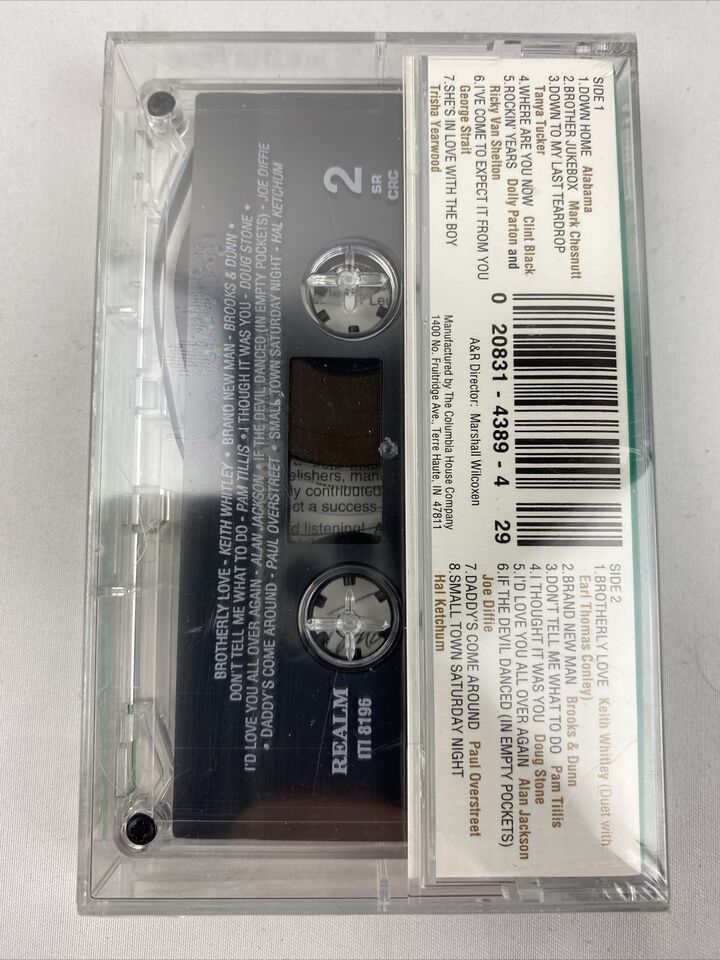 SIDE 1
1.DOWN HOME Alabama
2.BROTHER JUKEBOX Mark Chesnutt
3.DOWN TO MY LAST TEARDROP
Tanya Tucker
4.WHERE ARE YOU NOW Clint Black
5.ROCKIN' YEARS Dolly Parton and
Ricky Van Shelton
6.I'VE COME TO EXPECT IT FROM YOU
George Strait
7.SHE'S IN LOVE WITH THE BOY
Trisha Yearwood
0 20831 - 4389 - 4 29
A&R Director: Marshall Wilcoxen
Manufactured by The Columbia House Company
1400 No. Fruitridge Ave., Terre Haute, IN 47811
SIDE 2
1.BROTHERLY LOVE Keith Whitley (Duet with
Earl Thomas Conley)
2.BRAND NEW MAN Brooks & Dunn
3.DON'T TELL ME WHAT TO DO Pam Tillis
4.I THOUGHT IT WAS YOU Doug Stone
5.I'D LOVE YOU ALL OVER AGAIN Alan Jackson
6.IF THE DEVIL DANCED (IN EMPTY POCKETS)
Joe Diffie
7.DADDY'S COME AROUND Paul Overstreet
8.SMALL TOWN SATURDAY NIGHT
Hal Ketchum
2
SR
CRC
REALM
1T1 8196
BROTHERLY LOVE - KEITH WHITLEY • BRAND NEW MAN - BROOKS & DUNN •
DON'T TELL ME WHAT TO DO - PAM TILLIS • I THOUGH IT WAS YOU - DOUG STONE •
I'D LOVE YOU ALL OVER AGAIN - ALAN JACKSON • IF THE DEVIL DANCED (IN EMPTY POCKETS) - JOE DIFFIE
• DADDY'S COME AROUND - PAUL OVERSTREET • SMALL TOWN SATURDAY NIGHT - HAL KETCHUM
ly contributed
a success-
listening!